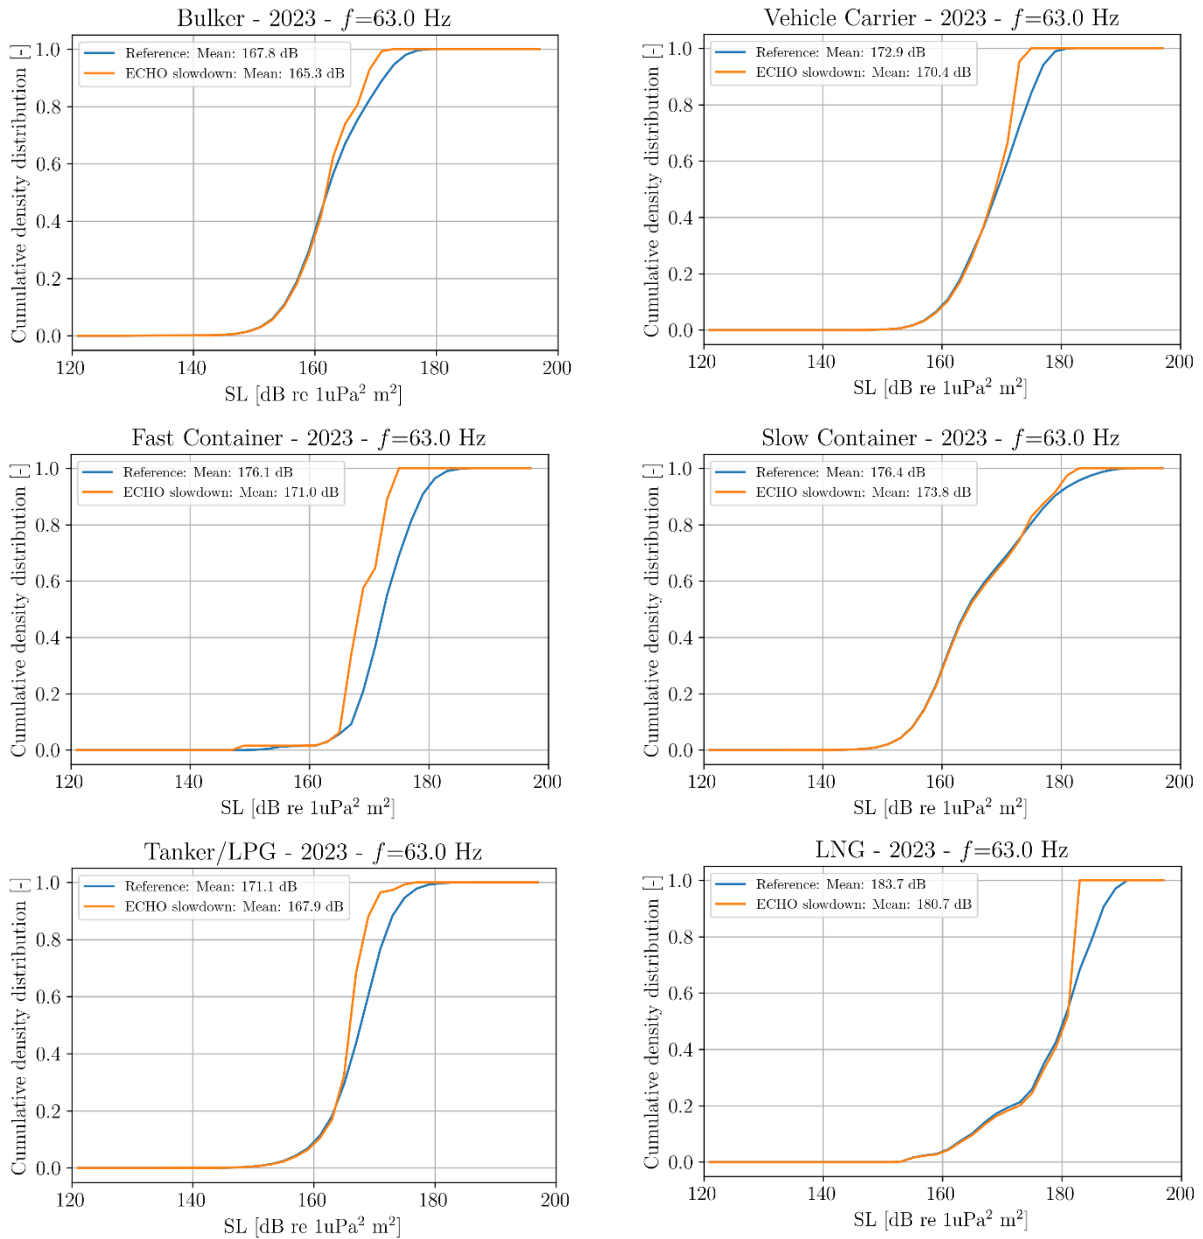 Bulker - 2023 - f=63.0 Hz
Reference: Mean: 167.8 dB
ECHO slowdown: Mean: 165.3 dB
Cumulative density distribution [-]
1.0
0.8
0.6
0.4
0.2
0.0
120 140 160 180 200
SL [dB re 1uPa² m²]
Vehicle Carrier - 2023 - f=63.0 Hz
Reference: Mean: 172.9 dB
ECHO slowdown: Mean: 170.4 dB
Cumulative density distribution [-]
1.0
0.8
0.6
0.4
0.2
0.0
120 140 160 180 200
SL [dB re 1uPa² m²]
Fast Container - 2023 - f=63.0 Hz
Reference: Mean: 176.1 dB
ECHO slowdown: Mean: 171.0 dB
Cumulative density distribution [-]
1.0
0.8
0.6
0.4
0.2
0.0
120 140 160 180 200
SL [dB re 1uPa² m²]
Slow Container - 2023 - f=63.0 Hz
Reference: Mean: 176.4 dB
ECHO slowdown: Mean: 173.8 dB
Cumulative density distribution [-]
1.0
0.8
0.6
0.4
0.2
0.0
120 140 160 180 200
SL [dB re 1uPa² m²]
Tanker/LPG - 2023 - f=63.0 Hz
Reference: Mean: 171.1 dB
ECHO slowdown: Mean: 167.9 dB
Cumulative density distribution [-]
1.0
0.8
0.6
0.4
0.2
0.0
120 140 160 180 200
SL [dB re 1uPa² m²]
LNG - 2023 - f=63.0 Hz
Reference: Mean: 183.7 dB
ECHO slowdown: Mean: 180.7 dB
Cumulative density distribution [-]
1.0
0.8
0.6
0.4
0.2
0.0
120 140 160 180 200
SL [dB re 1uPa² m²]